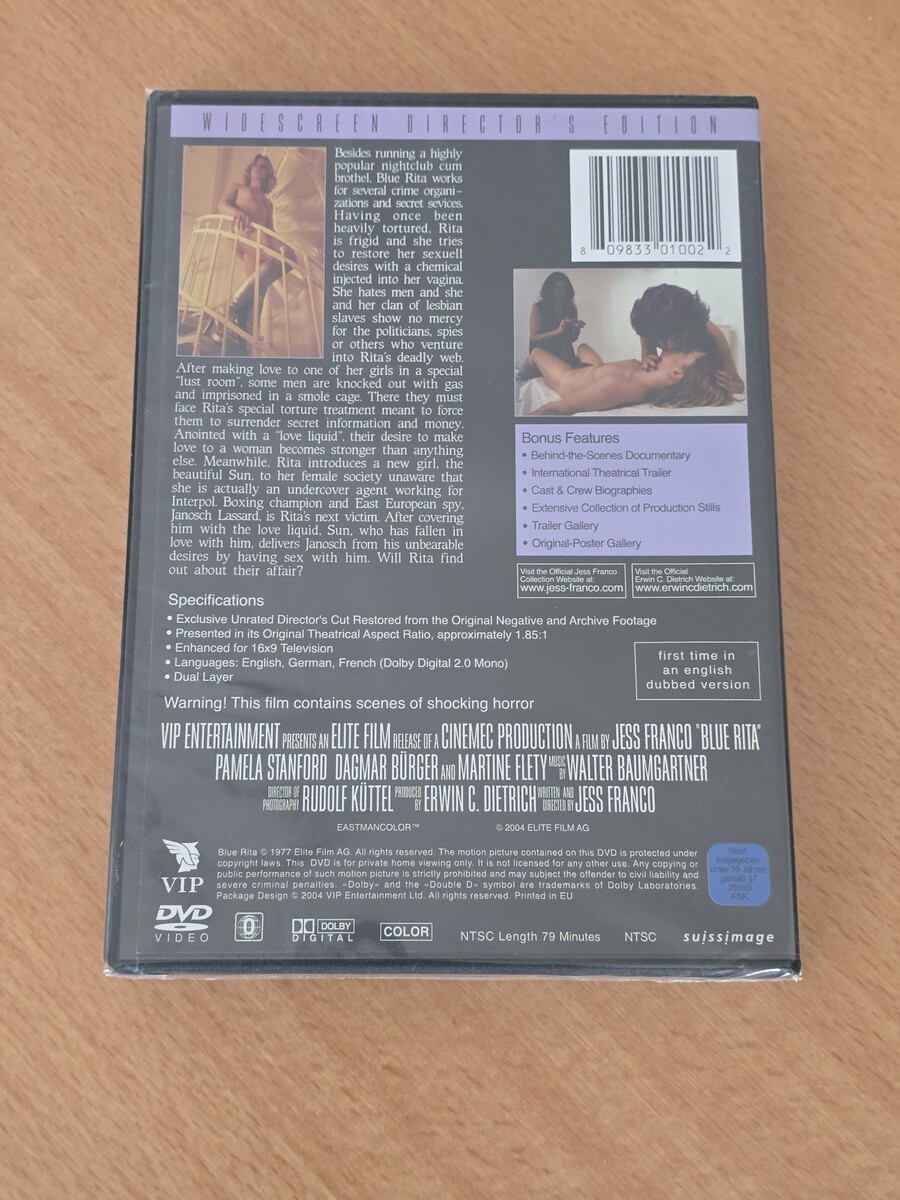 WIDESCREEN DIRECTOR'S EDITION
Besides running a highly
popular nightclub cum
brothel, Blue Rita works
for several crime organi-
zations and secret sevices.
Having once been
heavily tortured, Rita
is frigid and she tries
to restore her sexuell
desires with a chemical
injected into her vagina.
She hates men and she
and her clan of lesbian
slaves show no mercy
for the politicians, spies
or others who venture
into Rita's deadly web.
After making love to one of her girls in a special
"lust room", some men are knocked out with gas
and imprisoned in a smole cage. There they must
face Rita's special torture treatment meant to force
them to surrender secret information and money.
Anointed with a "love liquid", their desire to make
love to a woman becomes stronger than anything
else. Meanwhile, Rita introduces a new girl, the
beautiful Sun, to her female society unaware that
she is actually an undercover agent working for
Interpol. Boxing champion and East European spy,
Janosch Lassard, is Rita's next victim. After covering
him with the love liquid, Sun, who has fallen in
love with him, delivers Janosch from his unbearable
desires by having sex with him. Will Rita find
out about their affair?
8 09833 01002 2
Bonus Features
• Behind-the-Scenes Documentary
• International Theatrical Trailer
• Cast & Crew Biographies
• Extensive Collection of Production Stills
• Trailer Gallery
• Original-Poster Gallery
Visit the Official Jess Franco
Collection Website at:
www.jess-franco.com
Visit the Official
Erwin C. Dietrich Website at:
www.erwincdietrich.com
Specifications
• Exclusive Unrated Director's Cut Restored from the Original Negative and Archive Footage
• Presented in its Original Theatrical Aspect Ratio, approximately 1.85:1
• Enhanced for 16x9 Television
• Languages: English, German, French (Dolby Digital 2.0 Mono)
• Dual Layer
first time in
an english
dubbed version
Warning! This film contains scenes of shocking horror
VIP ENTERTAINMENT PRESENTS AN ELITE FILM RELEASE OF A CINEMEC PRODUCTION A FILM BY JESS FRANCO "BLUE RITA"
PAMELA STANFORD DAGMAR BÜRGER AND MARTINE FLETY MUSIC BY WALTER BAUMGARTNER
DIRECTOR OF PHOTOGRAPHY RUDOLF KÜTTEL PRODUCED BY ERWIN C. DIETRICH WRITTEN AND DIRECTED BY JESS FRANCO
EASTMANCOLOR™ © 2004 ELITE FILM AG
Blue Rita © 1977 Elite Film AG. All rights reserved. The motion picture contained on this DVD is protected under
copyright laws. This DVD is for private home viewing only. It is not licensed for any other use. Any copying or
public performance of such motion picture is strictly prohibited and may subject the offender to civil liability and
severe criminal penalties. «Dolby» and the «Double D» symbol are trademarks of Dolby Laboratories.
Package Design © 2004 VIP Entertainment Ltd. All rights reserved. Printed in EU
VIP
Nicht
freigegeben
unter 18 Jahren
gemäß §7
JSchG
FSK
DVD
VIDEO
0
DOLBY
DIGITAL
COLOR
NTSC Length 79 Minutes
NTSC
suissimage